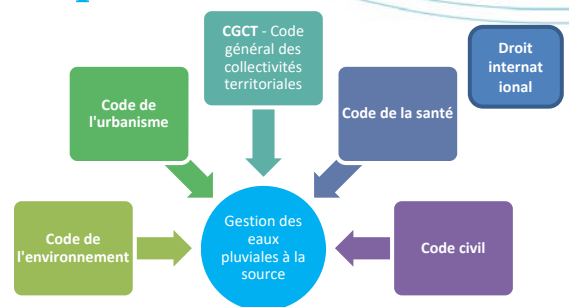 CGCT - Code
général des
collectivités
territoriales
Droit
internat
ional
Code de
l'urbanisme
Code de la santé
Gestion des
eaux
pluviales à la
source
Code de
l'environnement
Code civil